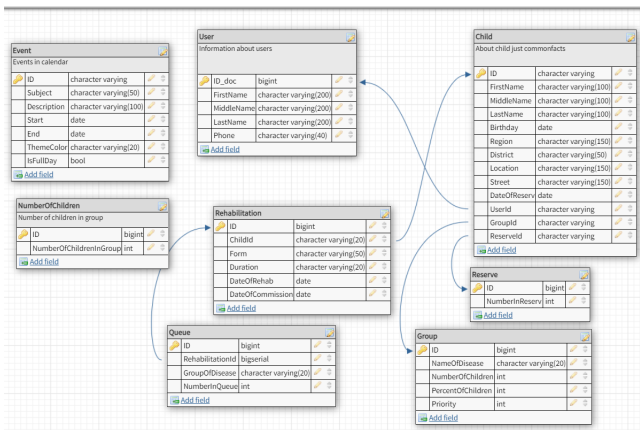 Event
Events in calendar
ID character varying
Subject character varying(50)
Description character varying(100)
Start date
End date
ThemeColor character varying(20)
IsFullDay bool
Add field
User
Information about users
ID_doc bigint
FirstName character varying(200)
MiddleName character varying(200)
LastName character varying(200)
Phone character varying(40)
Add field
Child
About child just commonfacts
ID character varying
FirstName character varying(100)
MiddleName character varying(100)
LastName character varying(100)
Birthday date
Region character varying(150)
District character varying(50)
Location character varying(150)
Street character varying(150)
DateOfReserv date
UserId character varying
GroupId character varying
ReserveId character varying
Add field
NumberOfChildren
Number of children in group
ID bigint
NumberOfChildrenInGroup int
Add field
Rehabilitation
ID bigint
ChildId character varying(20)
Form character varying(50)
Duration character varying(20)
DateOfRehab date
DateOfCommission date
Add field
Reserve
ID bigint
NumberInReserv int
Add field
Queue
ID bigint
RehabilitationId bigserial
GroupOfDisease character varying(20)
NumberInQueue int
Add field
Group
ID bigint
NameOfDisease character varying(20)
NumberOfChildren int
PercentOfChildren int
Priority int
Add field